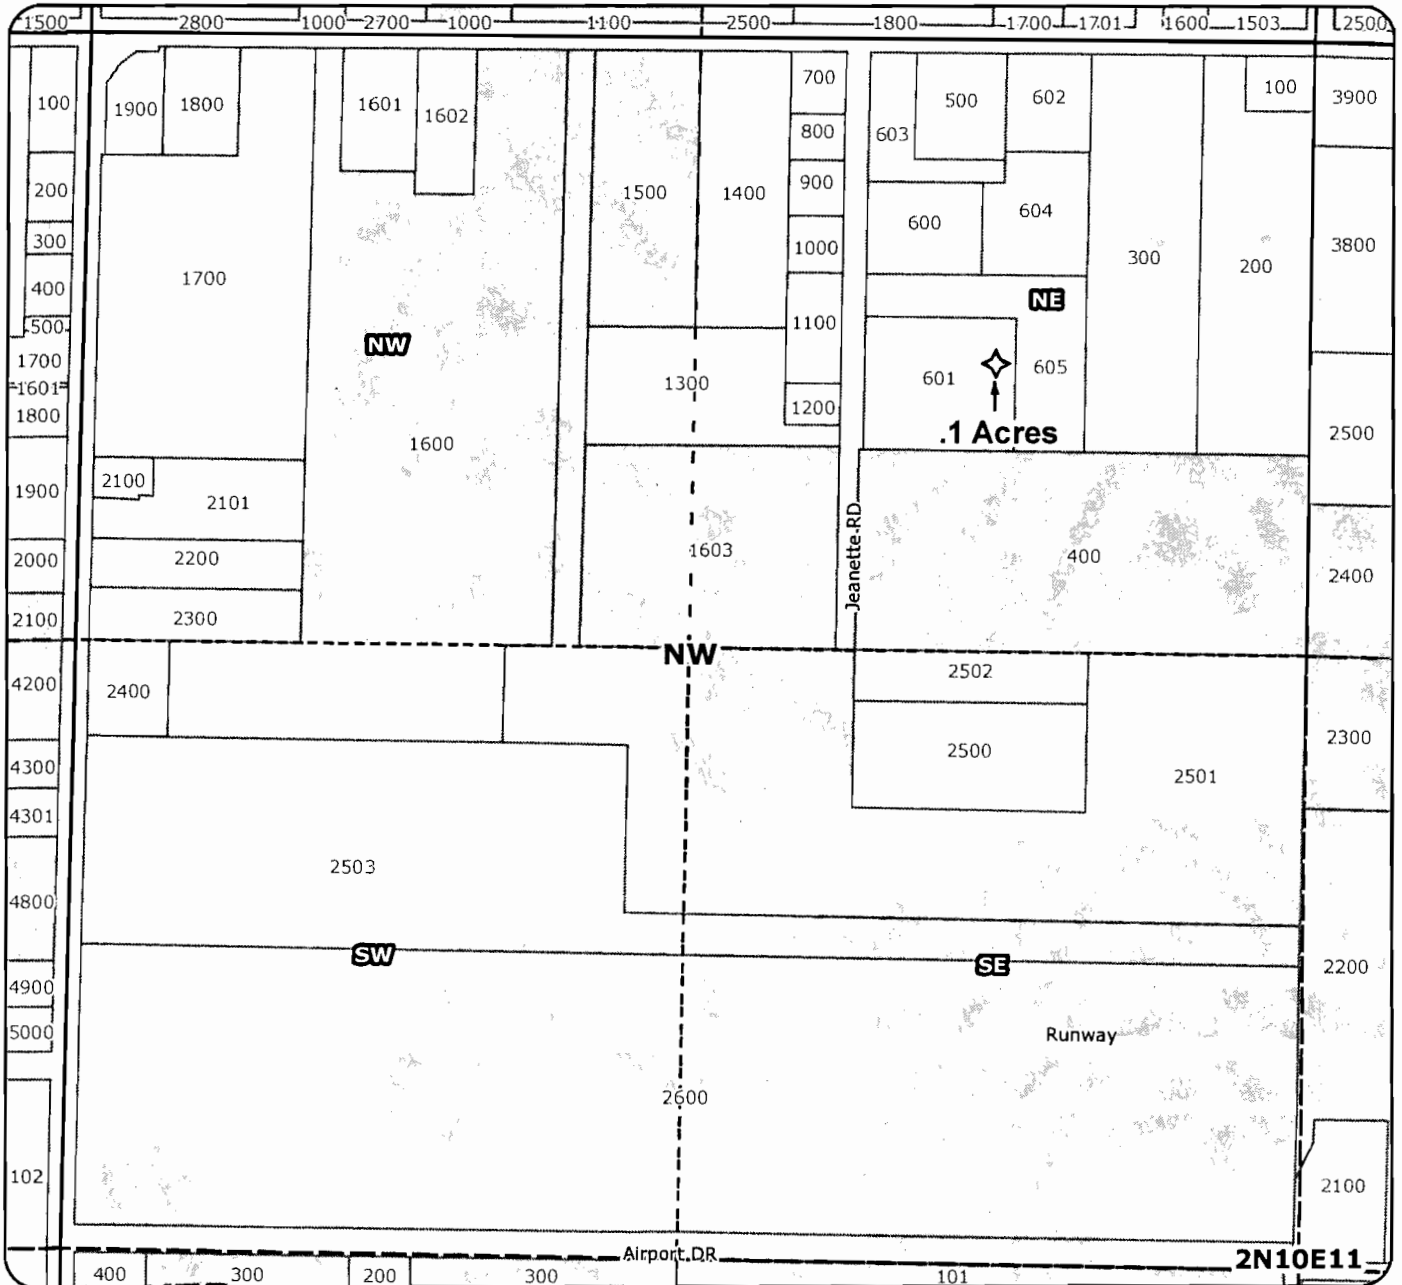 1500 2800 1000 2700 1000 1100 2500 1800 1700 1701 1600 1503 2500
100 1900 1800 1601 1602 700 500 602 100 3900
800 603
200 1500 1400 900 604
300 600
1000 3800
400 1700 300 200
NE
500 1100
NW
1700 601 605
1601 1300
1800 1200
.1 Acres
1600 2500
1900 2100 2101
Jeanette RD
2000 2200 1603 400 2400
2100 2300
NW
4200 2400 2502
2300
4300 2500 2501
4301
2503
4800
SW SE 2200
4900
5000 Runway
2600
102 2100
Airport DR 2N10E11
400 300 200 300 101